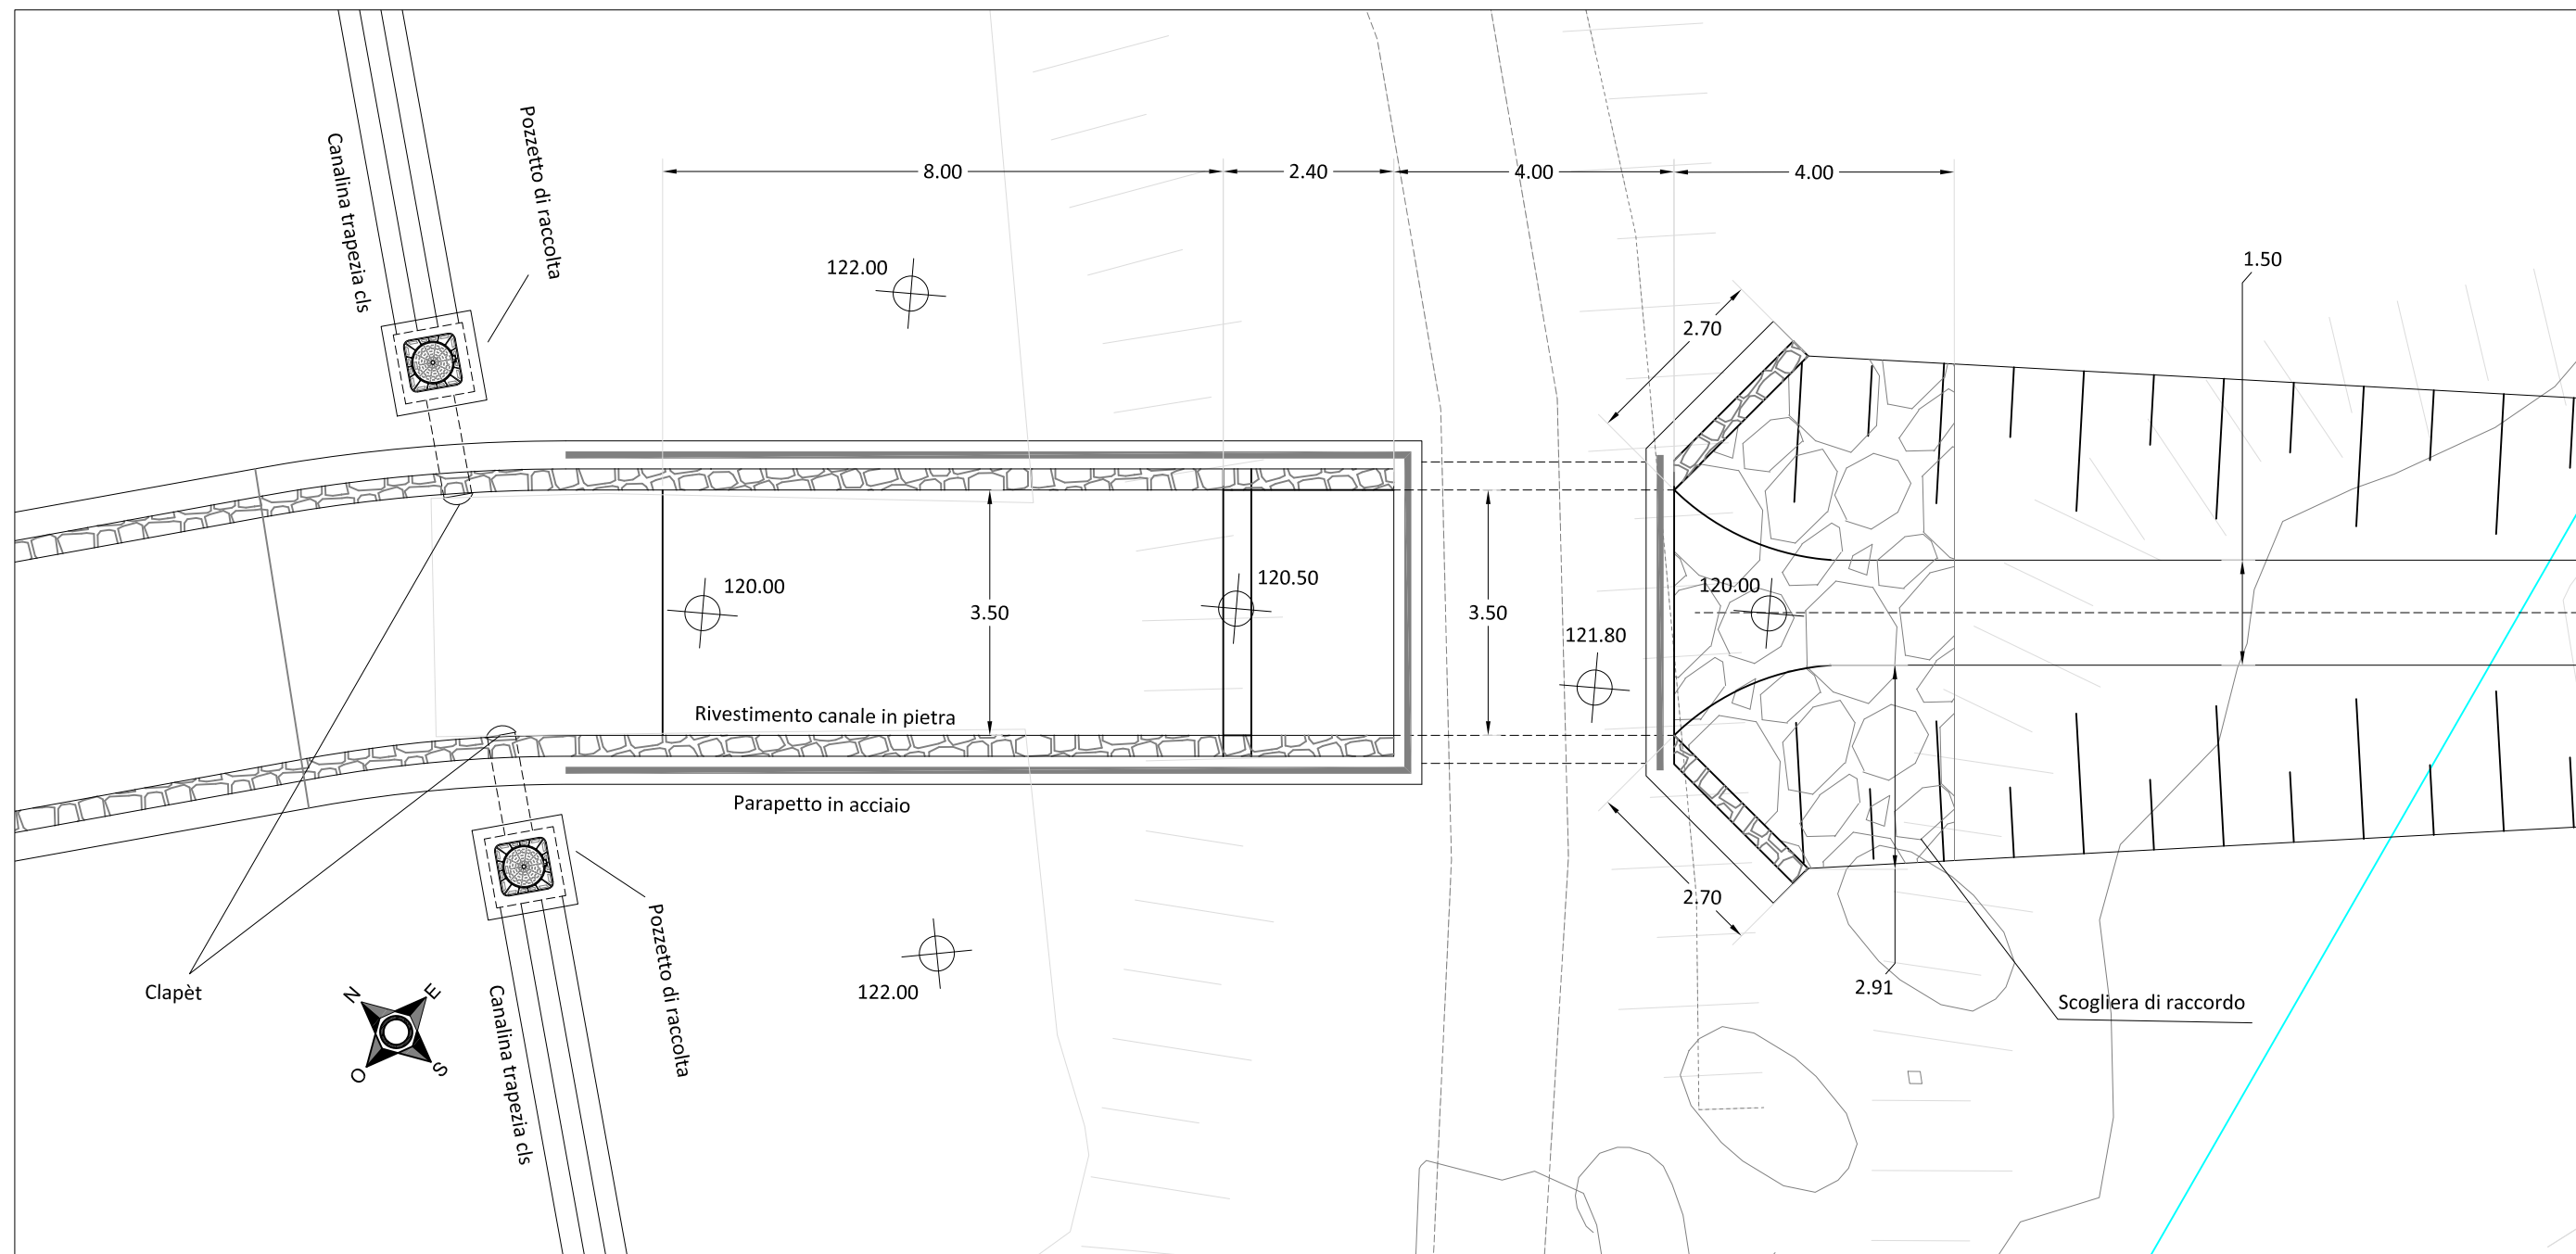 Pozzetto di raccolta
Canalina trapezia cls
8.00
2.40
4.00
4.00
1.50
122.00
2.70
120.00
120.50
120.00
3.50
3.50
121.80
Rivestimento canale in pietra
Parapetto in acciaio
2.70
Pozzetto di raccolta
122.00
2.91
Clapèt
Scogliera di raccordo
Canalina trapezia cls
N
E
O
S